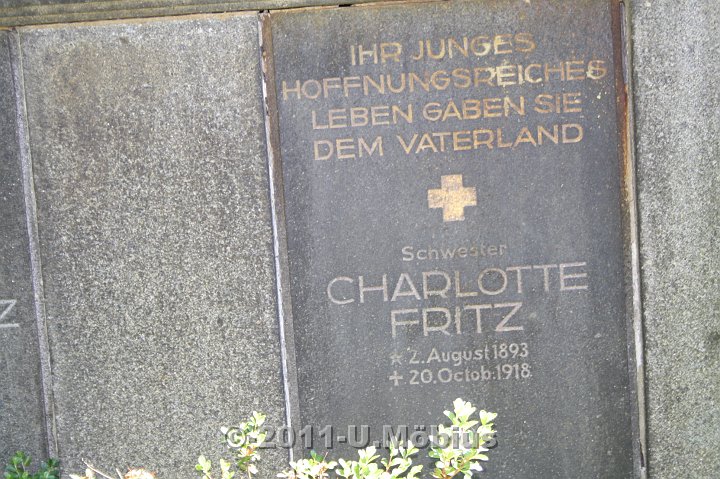 IHR JUNGES
HOFFNUNGSREICHES
LEBEN GABEN SIE
DEM VATERLAND
Schwester
CHARLOTTE
FRITZ
Z
* 2. August 1893
+ 20. Octob. 1918
© 2011-U.Möbius